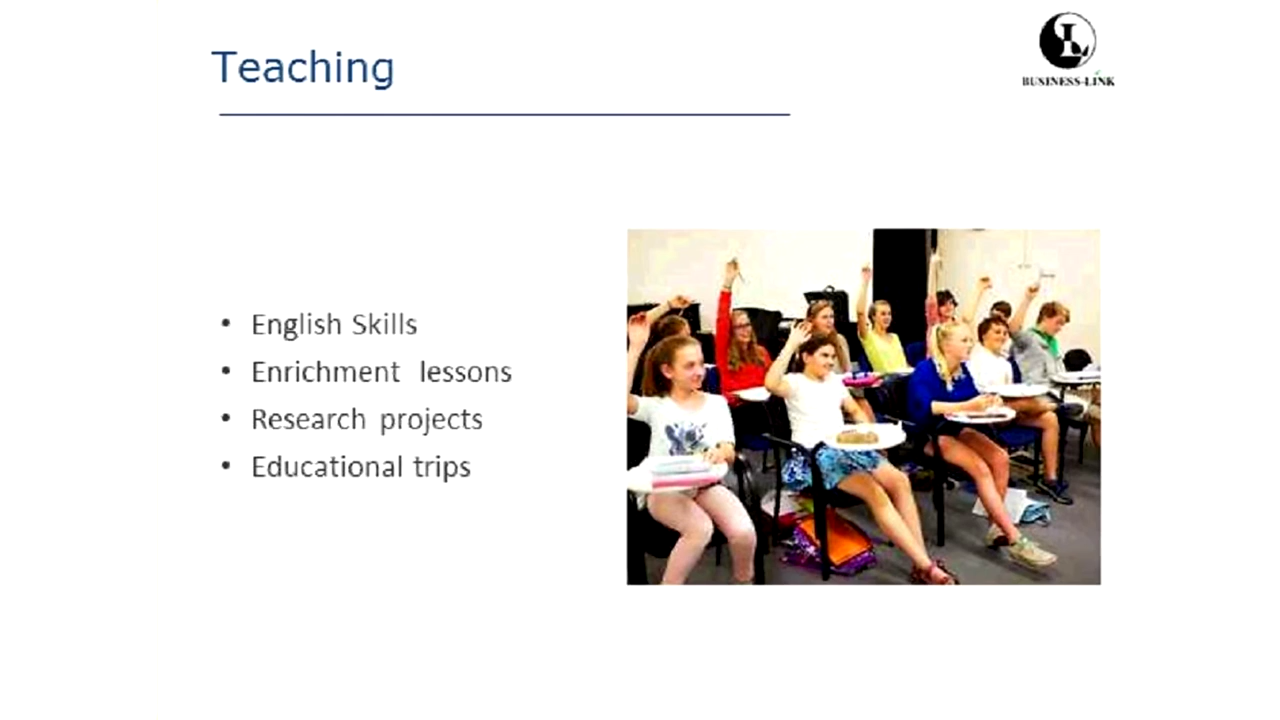 Teaching
L
BUSINESS-LINK
• English Skills
• Enrichment lessons
• Research projects
• Educational trips